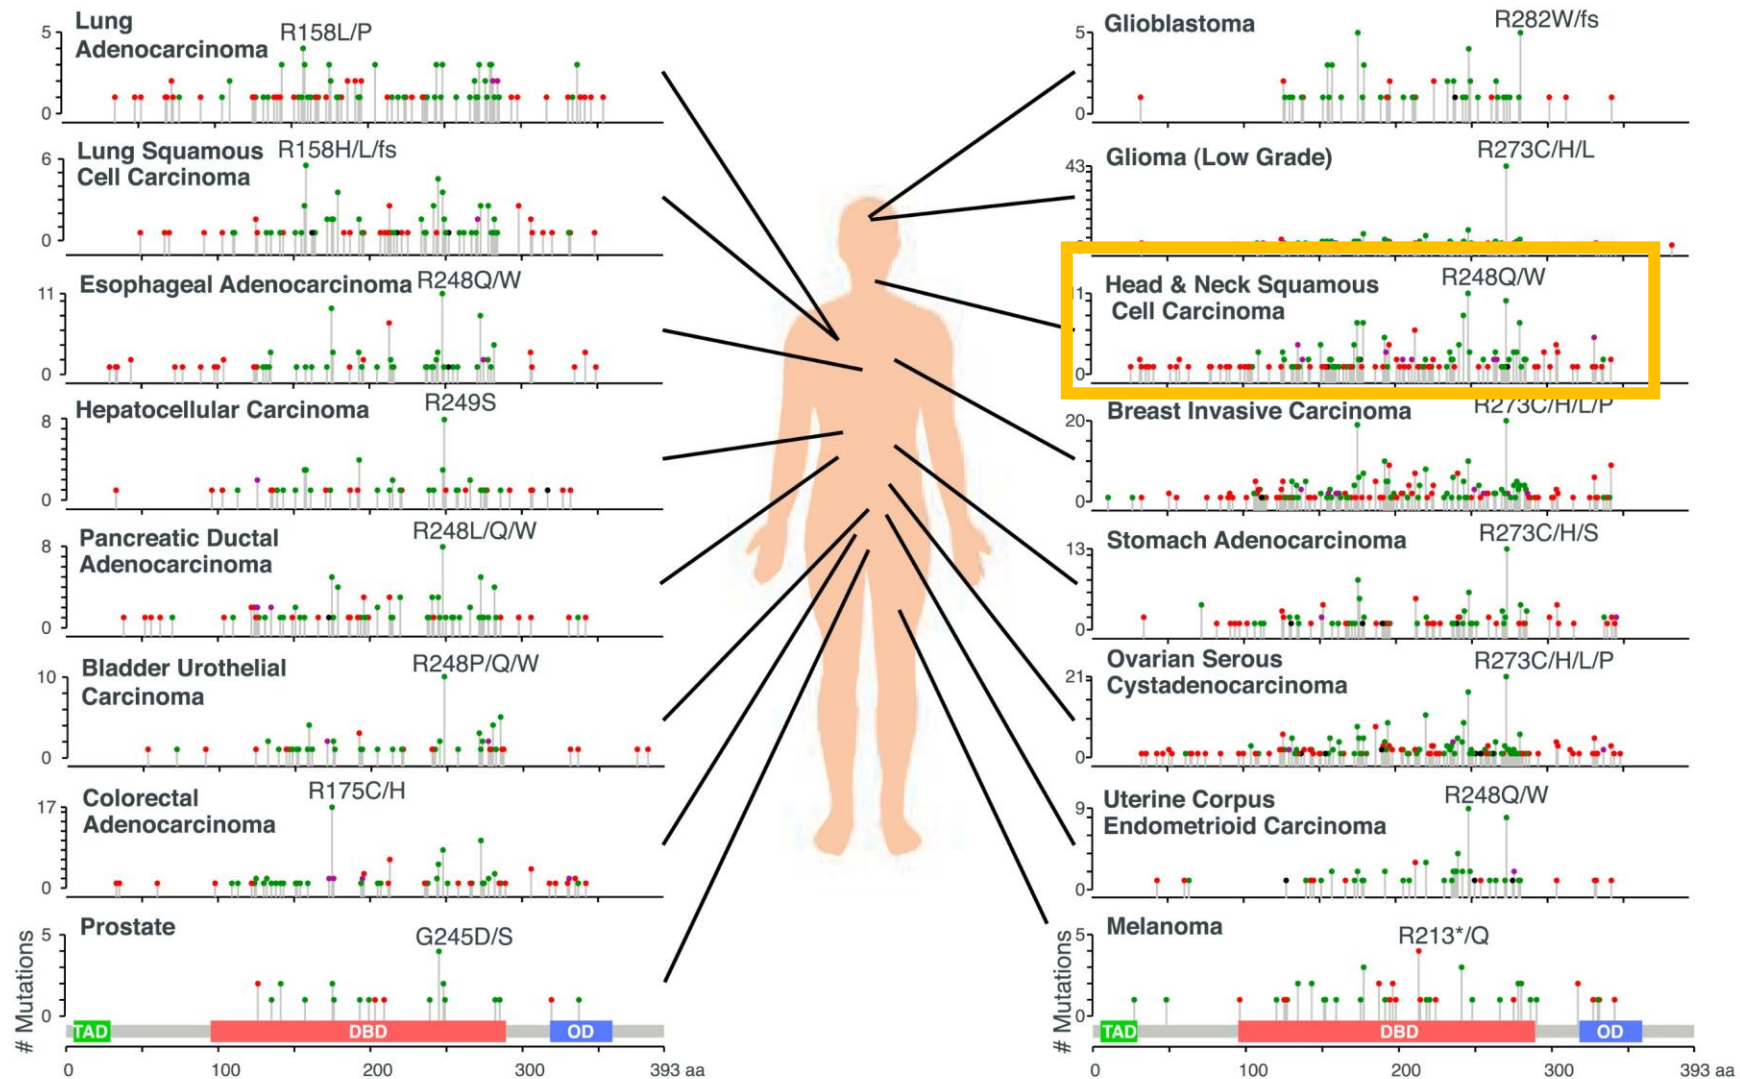 Lung
Adenocarcinoma
R158L/P
5
0
Lung Squamous
Cell Carcinoma
R158H/L/fs
6
0
Esophageal Adenocarcinoma
R248Q/W
11
0
Hepatocellular Carcinoma
R249S
8
0
Pancreatic Ductal
Adenocarcinoma
R248L/Q/W
8
0
Bladder Urothelial
Carcinoma
R248P/Q/W
10
0
Colorectal
Adenocarcinoma
R175C/H
17
0
Prostate
G245D/S
5
0
# Mutations
TAD
DBD
OD
0
100
200
300
393 aa
Glioblastoma
R282W/fs
5
0
Glioma (Low Grade)
R273C/H/L
43
Head & Neck Squamous
Cell Carcinoma
R248Q/W
0
Breast Invasive Carcinoma
R273C/H/L/P
20
0
Stomach Adenocarcinoma
R273C/H/S
13
0
Ovarian Serous
Cystadenocarcinoma
R273C/H/L/P
21
0
Uterine Corpus
Endometrioid Carcinoma
R248Q/W
9
0
Melanoma
R213*/Q
5
0
# Mutations
TAD
DBD
OD
0
100
200
300
393 aa